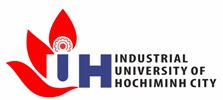 IUH
INDUSTRIAL
UNIVERSITY OF
HOCHIMINH CITY